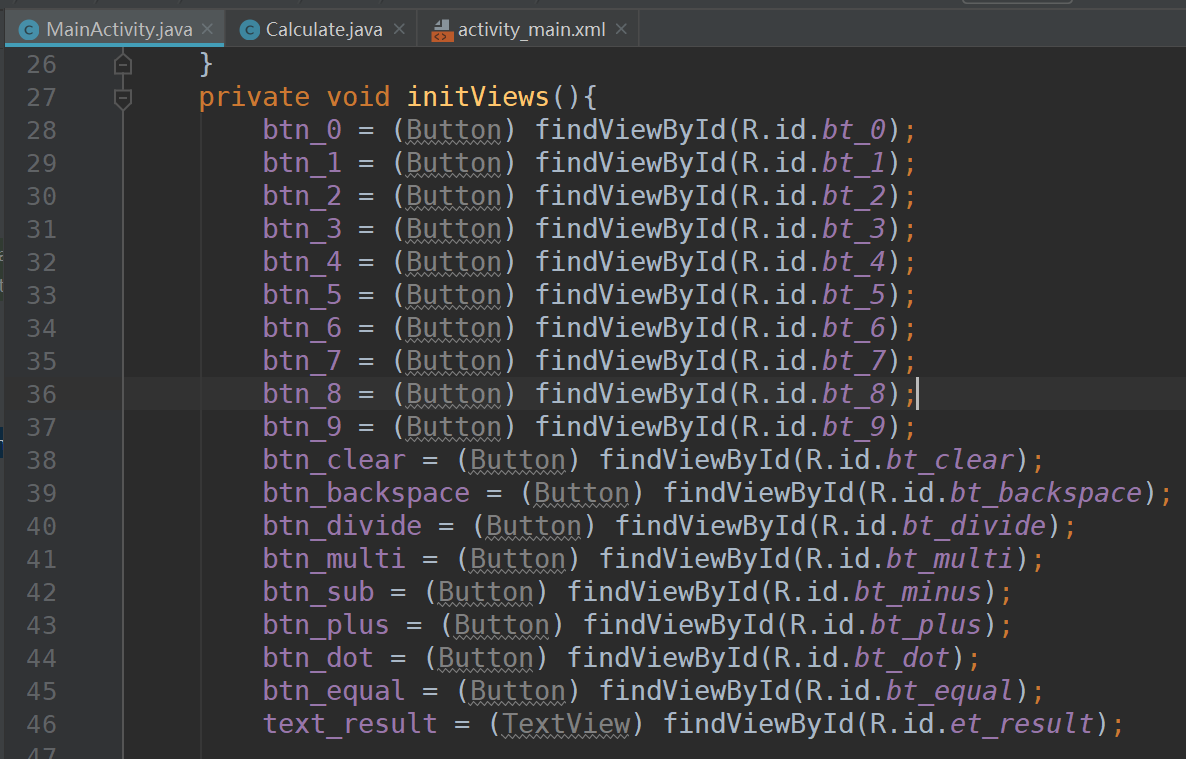 MainActivity.java
Calculate.java
activity_main.xml
26 }
27 private void initViews(){
28 btn_0 = (Button) findViewById(R.id.bt_0);
29 btn_1 = (Button) findViewById(R.id.bt_1);
30 btn_2 = (Button) findViewById(R.id.bt_2);
31 btn_3 = (Button) findViewById(R.id.bt_3);
32 btn_4 = (Button) findViewById(R.id.bt_4);
33 btn_5 = (Button) findViewById(R.id.bt_5);
34 btn_6 = (Button) findViewById(R.id.bt_6);
35 btn_7 = (Button) findViewById(R.id.bt_7);
36 btn_8 = (Button) findViewById(R.id.bt_8);
37 btn_9 = (Button) findViewById(R.id.bt_9);
38 btn_clear = (Button) findViewById(R.id.bt_clear);
39 btn_backspace = (Button) findViewById(R.id.bt_backspace);
40 btn_divide = (Button) findViewById(R.id.bt_divide);
41 btn_multi = (Button) findViewById(R.id.bt_multi);
42 btn_sub = (Button) findViewById(R.id.bt_minus);
43 btn_plus = (Button) findViewById(R.id.bt_plus);
44 btn_dot = (Button) findViewById(R.id.bt_dot);
45 btn_equal = (Button) findViewById(R.id.bt_equal);
46 text_result = (TextView) findViewById(R.id.et_result);
47